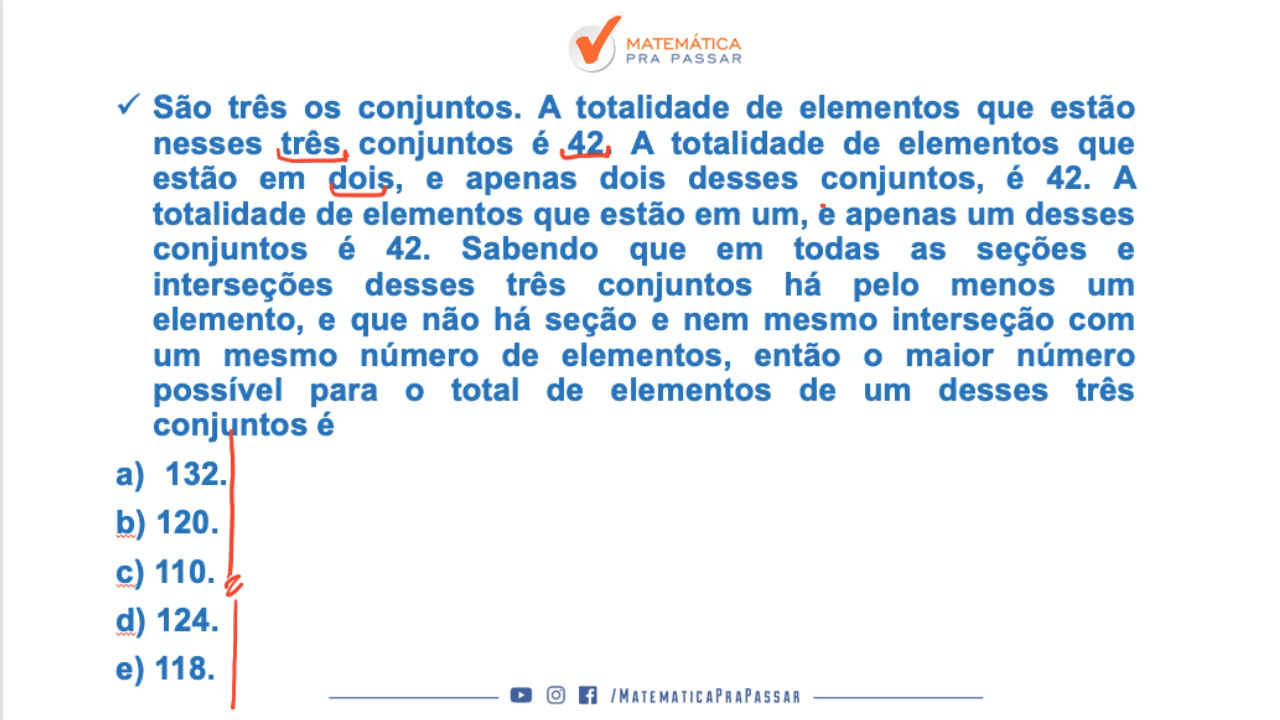 MATEMÁTICA
PRA PASSAR
✓ São três os conjuntos. A totalidade de elementos que estão
nesses três conjuntos é 42. A totalidade de elementos que
estão em dois, e apenas dois desses conjuntos, é 42. A
totalidade de elementos que estão em um, e apenas um desses
conjuntos é 42. Sabendo que em todas as seções e
interseções desses três conjuntos há pelo menos um
elemento, e que não há seção e nem mesmo interseção com
um mesmo número de elementos, então o maior número
possível para o total de elementos de um desses três
conjuntos é
a) 132.
b) 120.
c) 110.
d) 124.
e) 118.
/MATEMATICAPRAPASSAR